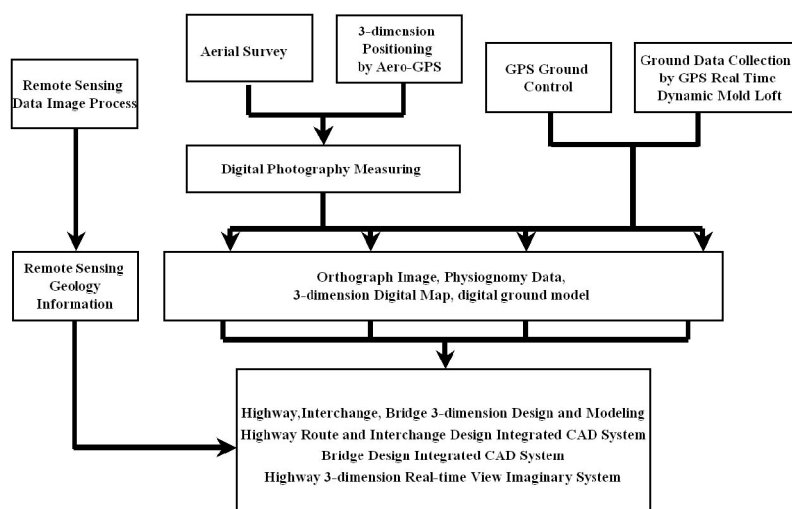 Aerial Survey
3-dimension
Positioning
by Aero-GPS
Remote Sensing
Data Image Process
GPS Ground
Control
Ground Data Collection
by GPS Real Time
Dynamic Mold Loft
Digital Photography Measuring
Remote Sensing
Geology
Information
Orthograph Image, Physiognomy Data,
3-dimension Digital Map, digital ground model
Highway,Interchange, Bridge 3-dimension Design and Modeling
Highway Route and Interchange Design Integrated CAD System
Bridge Design Integrated CAD System
Highway 3-dimension Real-time View Imaginary System